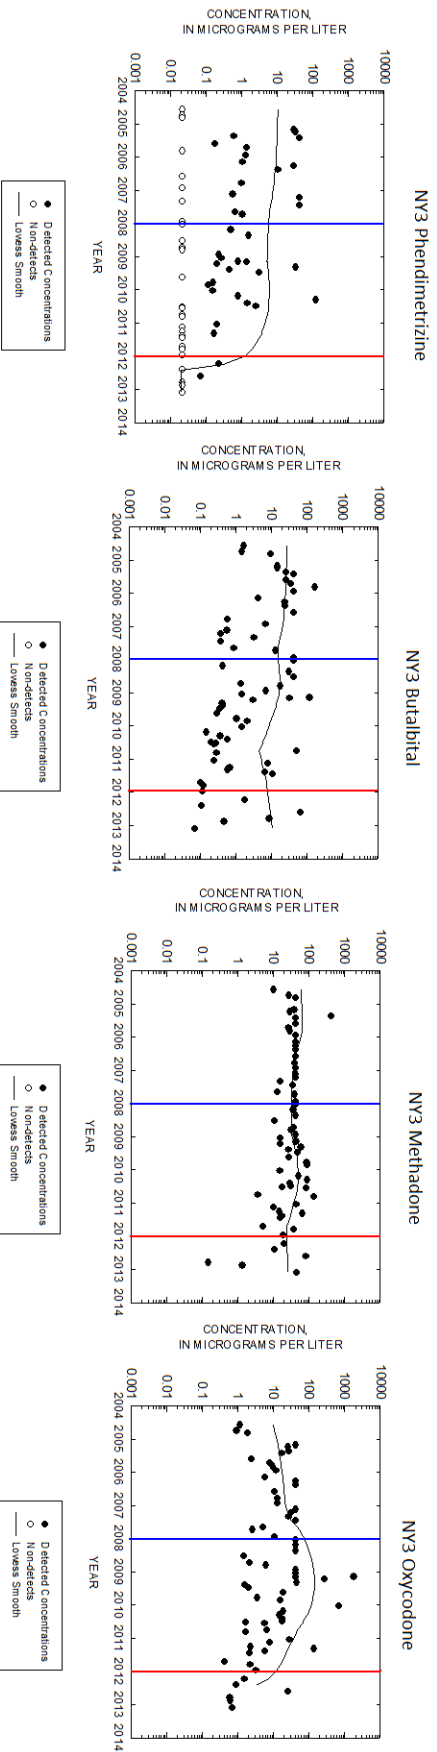 NY3 Phendimetrizine
CONCENTRATION,
IN MICROGRAMS PER LITER
10000
1000
100
10
1
0.1
0.01
0.001
2004 2005 2006 2007 2008 2009 2010 2011 2012 2013 2014
YEAR
Detected Concentrations
Non-detects
Lowess Smooth
NY3 Butalbital
CONCENTRATION,
IN MICROGRAMS PER LITER
10000
1000
100
10
1
0.1
0.01
0.001
2004 2005 2006 2007 2008 2009 2010 2011 2012 2013 2014
YEAR
Detected Concentrations
Non-detects
Lowess Smooth
NY3 Methadone
CONCENTRATION,
IN MICROGRAMS PER LITER
10000
1000
100
10
1
0.1
0.01
0.001
2004 2005 2006 2007 2008 2009 2010 2011 2012 2013 2014
YEAR
Detected Concentrations
Non-detects
Lowess Smooth
NY3 Oxycodone
CONCENTRATION,
IN MICROGRAMS PER LITER
10000
1000
100
10
1
0.1
0.01
0.001
2004 2005 2006 2007 2008 2009 2010 2011 2012 2013 2014
YEAR
Detected Concentrations
Non-detects
Lowess Smooth